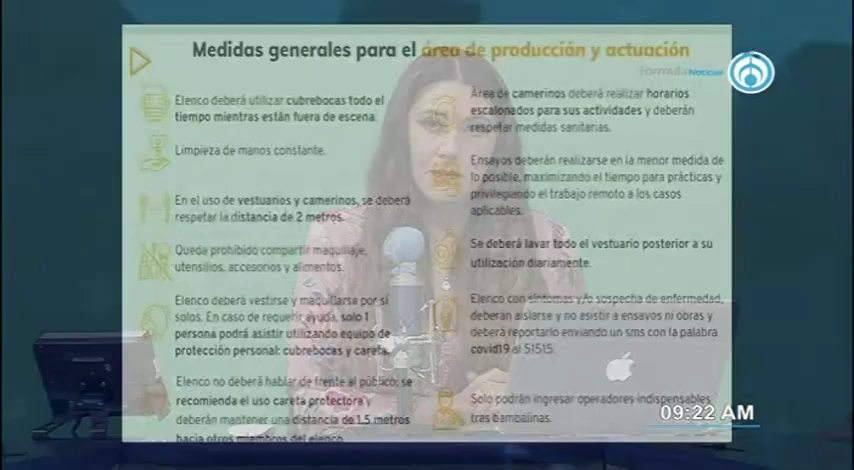 Medidas generales para el área de producción y actuación
Formula Noticias
Elenco deberá utilizar cubrebocas todo el
tiempo mientras están fuera de escena.
Limpieza de manos constante.
En el uso de vestuarios y camerinos, se deberá
respetar la distancia de 2 metros.
Queda prohibido compartir maquillaje,
utensilios, accesorios y alimentos.
Elenco deberá vestirse y maquillarse por si
solos. En caso de requerir ayuda, solo 1
persona podrá asistir utilizando equipo de
protección personal: cubrebocas y careta.
Elenco no deberá hablar de frente al público; se
recomienda el uso careta protectora y
deberán mantener una distancia de 1.5 metros
hacia otros miembros del elenco.
Área de camerinos deberá realizar horarios
escalonados para sus actividades y deberán
respetar medidas sanitarias.
Ensayos deberán realizarse en la menor medida de
lo posible, maximizando el tiempo para prácticas y
privilegiando el trabajo remoto a los casos
aplicables.
Se deberá lavar todo el vestuario posterior a su
utilización diariamente.
Elenco con síntomas y/o sospecha de enfermedad,
deberan aislarse y no asistir a ensayos ni obras y
deberá reportarlo enviando un sms con la palabra
covid19 al 51515.
Solo podrán ingresar operadores indispensables
tras bambalinas.
09:22 AM